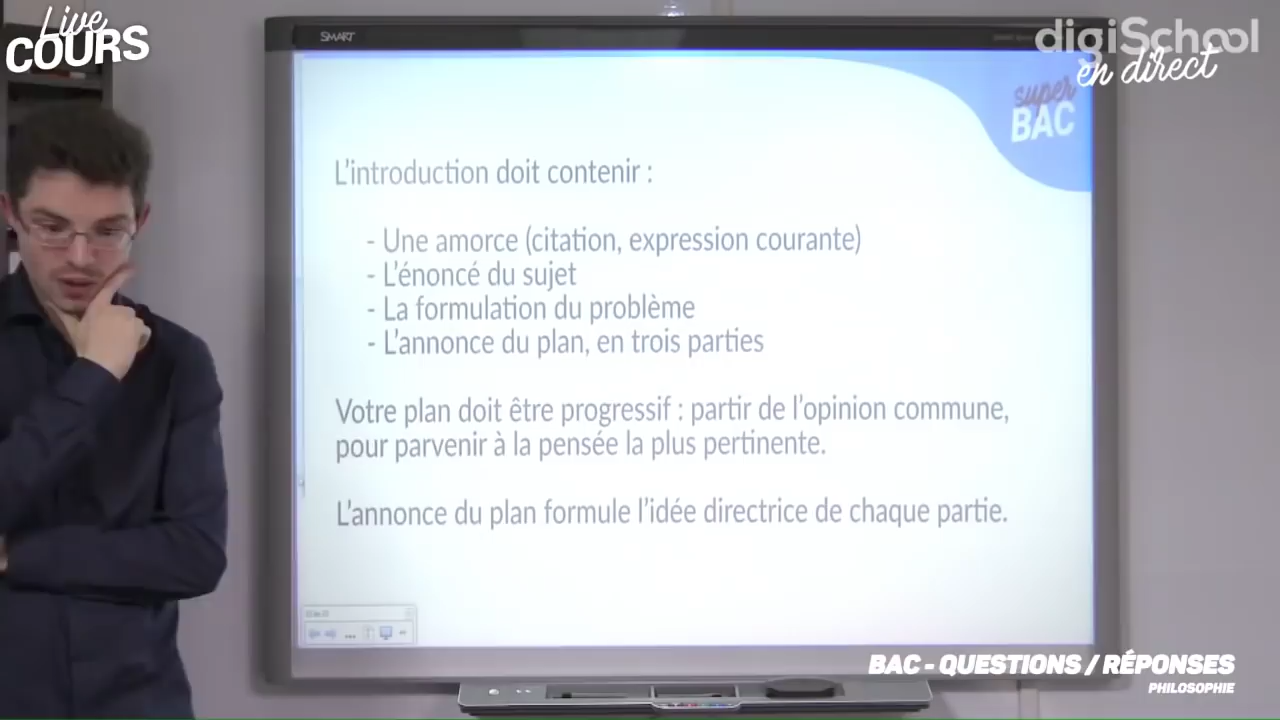 Live
COURS
SMART
digiSchool
en direct
super
BAC
L'introduction doit contenir :
- Une amorce (citation, expression courante)
- L'énoncé du sujet
- La formulation du problème
- L'annonce du plan, en trois parties
Votre plan doit être progressif : partir de l'opinion commune,
pour parvenir à la pensée la plus pertinente.
L'annonce du plan formule l'idée directrice de chaque partie.
BAC - QUESTIONS / RÉPONSES
PHILOSOPHIE